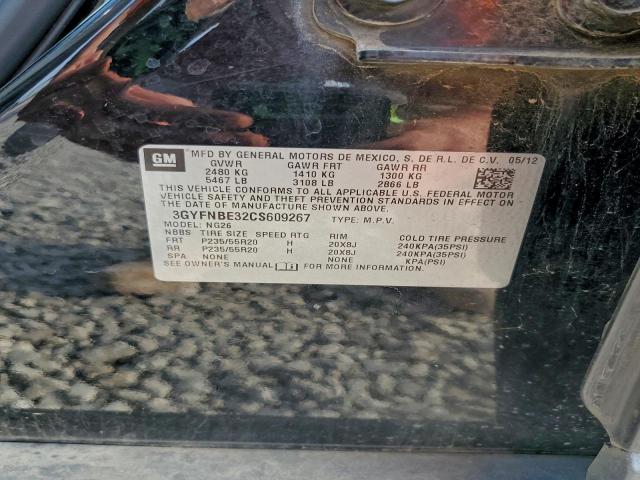 GM MFD BY GENERAL MOTORS DE MEXICO, S. DE R.L. DE C.V. 05/12
GVWR GAWR FRT GAWR RR
2480 KG 1410 KG 1300 KG
5467 LB 3108 LB 2866 LB
THIS VEHICLE CONFORMS TO ALL APPLICABLE U.S. FEDERAL MOTOR
VEHICLE SAFETY AND THEFT PREVENTION STANDARDS
IN EFFECT ON THE DATE OF MANUFACTURE SHOWN ABOVE.
3GYFNBE32CS609267 TYPE: M.P.V.
MODEL: NG26
NBBS TIRE SIZE SPEED RTG RIM COLD TIRE PRESSURE
FRT P235/55R20 H 20X8J 240KPA(35PSI)
RR P235/55R20 H 20X8J 240KPA(35PSI)
SPA NONE NONE KPA(PSI)
SEE OWNER'S MANUAL FOR MORE INFORMATION.